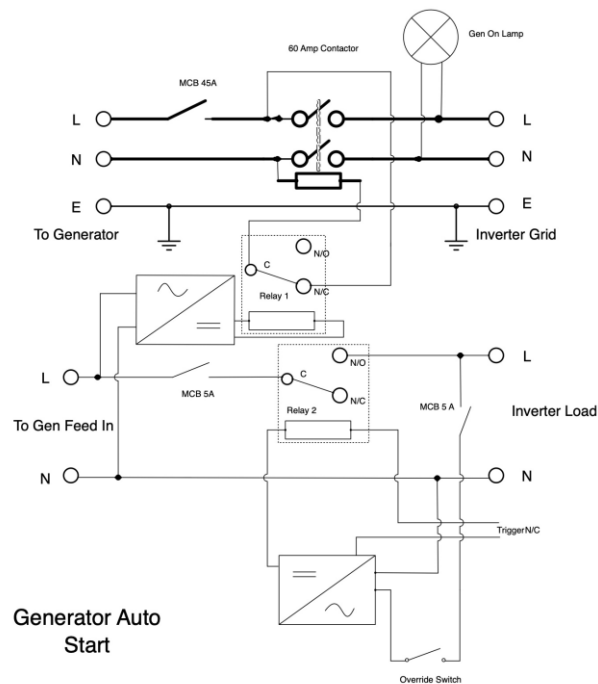 Gen On Lamp
60 Amp Contactor
MCB 45A
L
L
N
N
E
E
To Generator
Inverter Grid
N/O
C
N/C
Relay 1
L
N/O
L
C
MCB 5A
N/C
MCB 5 A
Inverter Load
To Gen Feed In
Relay 2
N
N
Trigger N/C
Generator Auto
Start
Override Switch